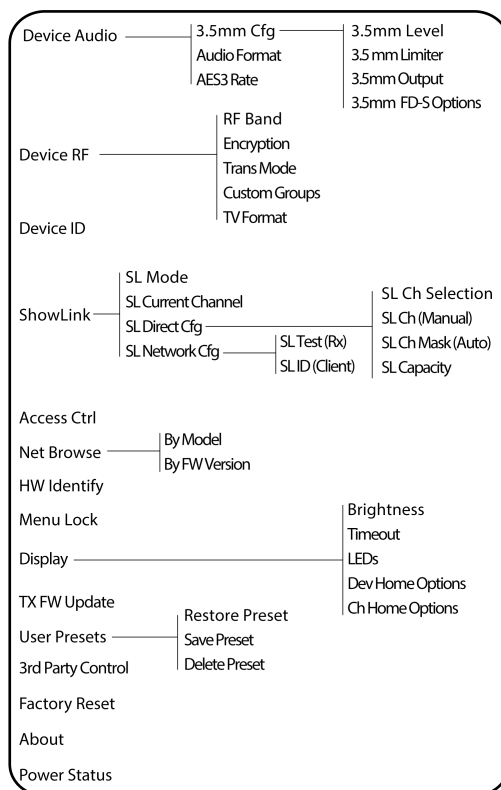 Device Audio
3.5mm Cfg
Audio Format
AES3 Rate
3.5mm Level
3.5 mm Limiter
3.5mm Output
3.5mm FD-S Options
Device RF
RF Band
Encryption
Trans Mode
Custom Groups
TV Format
Device ID
ShowLink
SL Mode
SL Current Channel
SL Direct Cfg
SL Network Cfg
SL Test (Rx)
SL ID (Client)
SL Ch Selection
SL Ch (Manual)
SL Ch Mask (Auto)
SL Capacity
Access Ctrl
Net Browse
By Model
By FW Version
HW Identify
Menu Lock
Display
Brightness
Timeout
LEDs
Dev Home Options
Ch Home Options
TX FW Update
User Presets
Restore Preset
Save Preset
Delete Preset
3rd Party Control
Factory Reset
About
Power Status